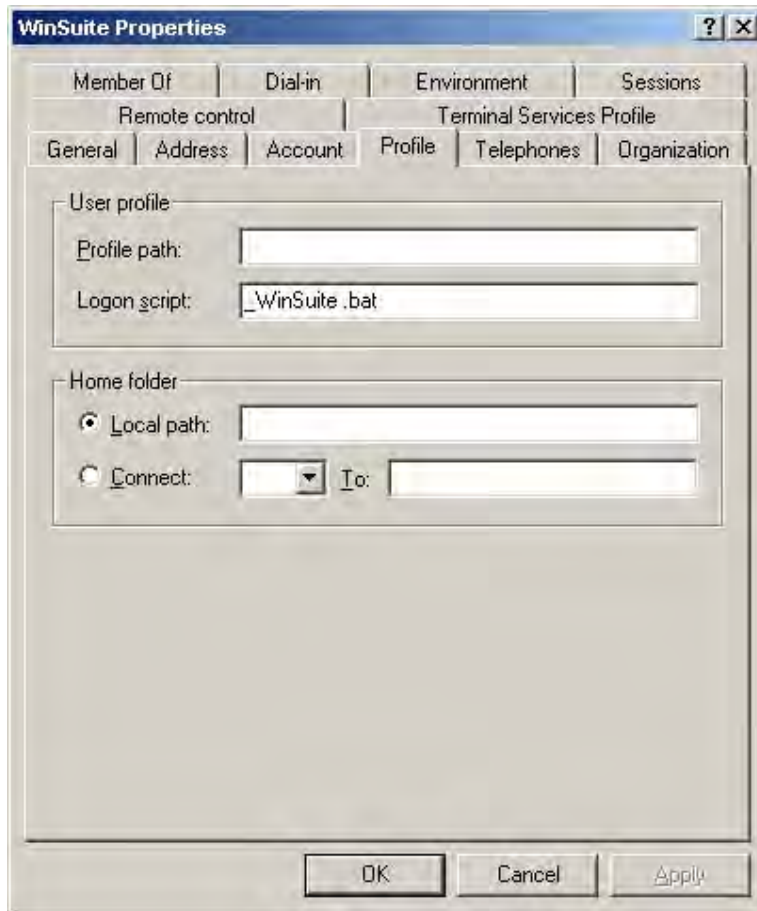 WinSuite Properties
Member Of Dial-in Environment Sessions
Remote control Terminal Services Profile
General Address Account Profile Telephones Organization
User profile
Profile path:
Logon script: _WinSuite .bat
Home folder
Local path:
Connect: To:
OK Cancel Apply